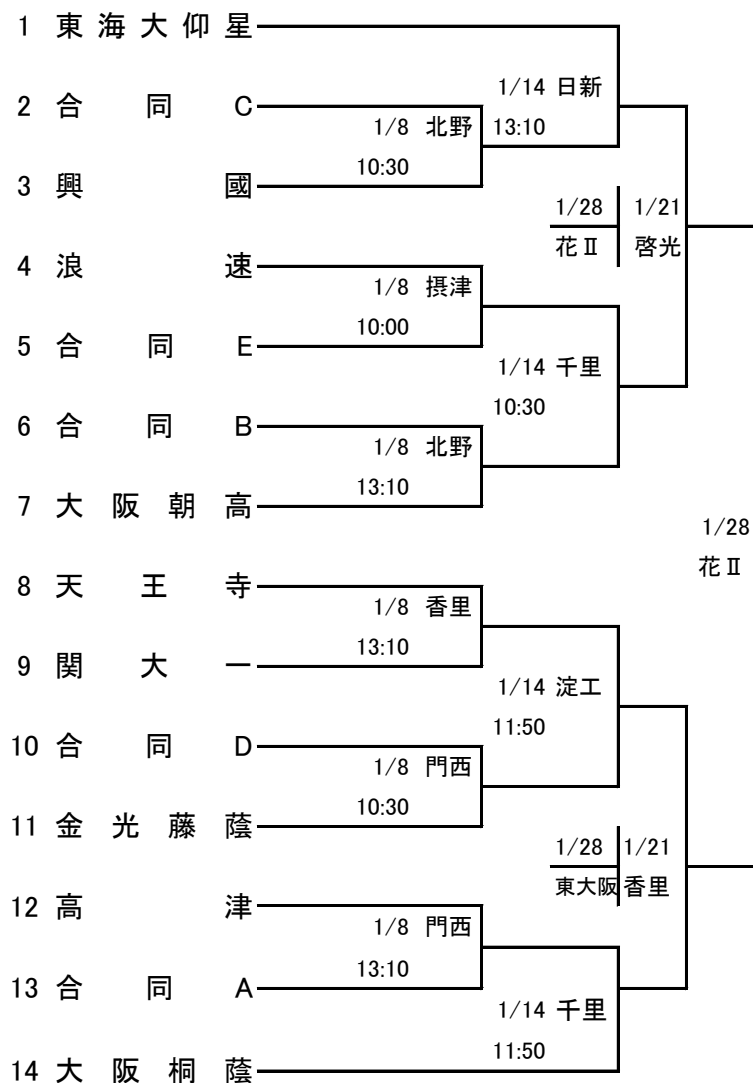 1 東海大仰星
1/14 日新
2 合同C
1/8 北野 13:10
10:30
3 興國
1/28 1/21
花Ⅱ 啓光
4 浪速
1/8 摂津
10:00
5 合同E
1/14 千里
10:30
6 合同B
1/8 北野
13:10
7 大阪朝高
1/28
花Ⅱ
8 天王寺
1/8 香里
13:10
9 関大一
1/14 淀工
11:50
10 合同D
1/8 門西
10:30
11 金光藤蔭
1/28 1/21
東大阪 香里
12 高津
1/8 門西
13:10
13 合同A
1/14 千里
11:50
14 大阪桐蔭